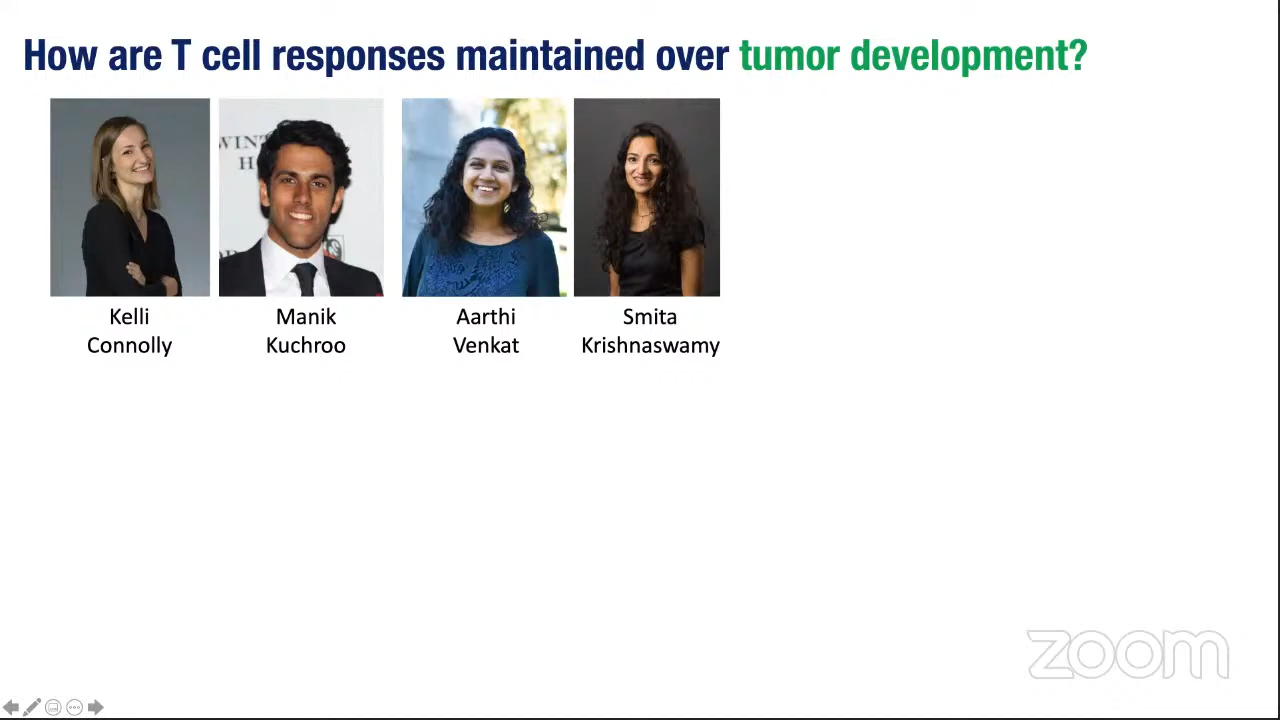 How are T cell responses maintained over tumor development?
Kelli
Connolly
Manik
Kuchroo
Aarthi
Venkat
Smita
Krishnaswamy
zoom